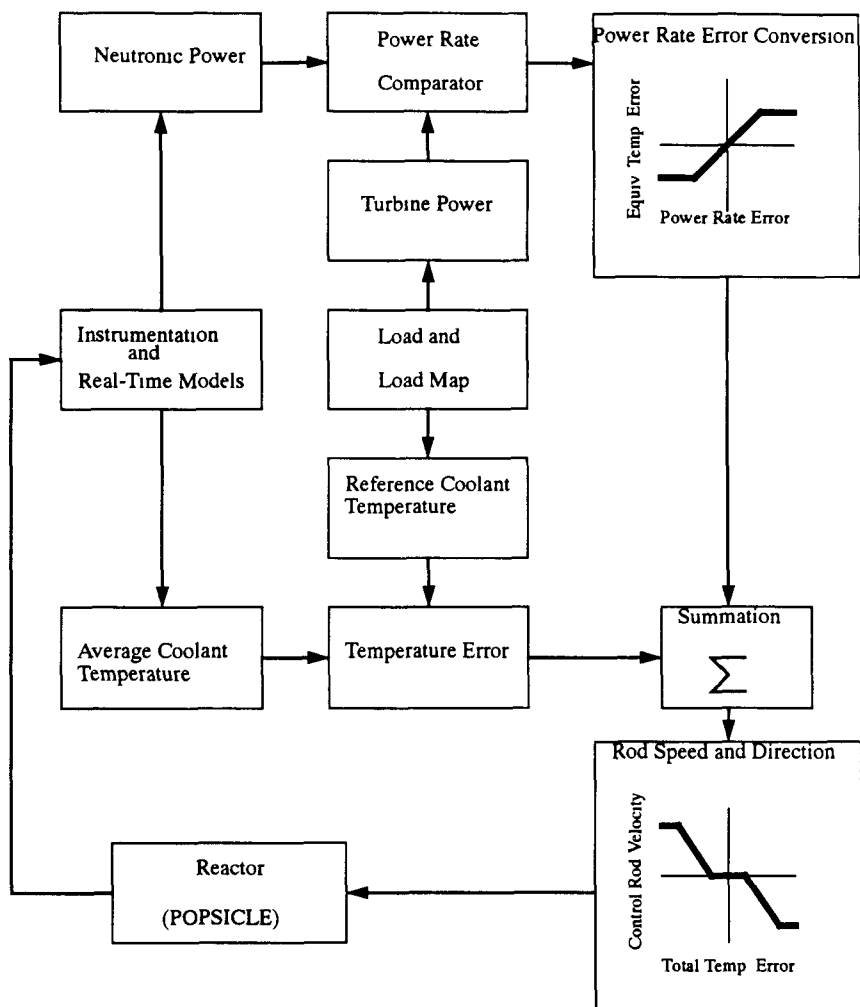 Neutronic Power
Power Rate
Comparator
Power Rate Error Conversion
Equiv Temp Error
Power Rate Error
Turbine Power
Instrumentation
and
Real-Time Models
Load and
Load Map
Reference Coolant
Temperature
Average Coolant
Temperature
Temperature Error
Summation
Σ
Rod Speed and Direction
Control Rod Velocity
Total Temp Error
Reactor
(POPSICLE)